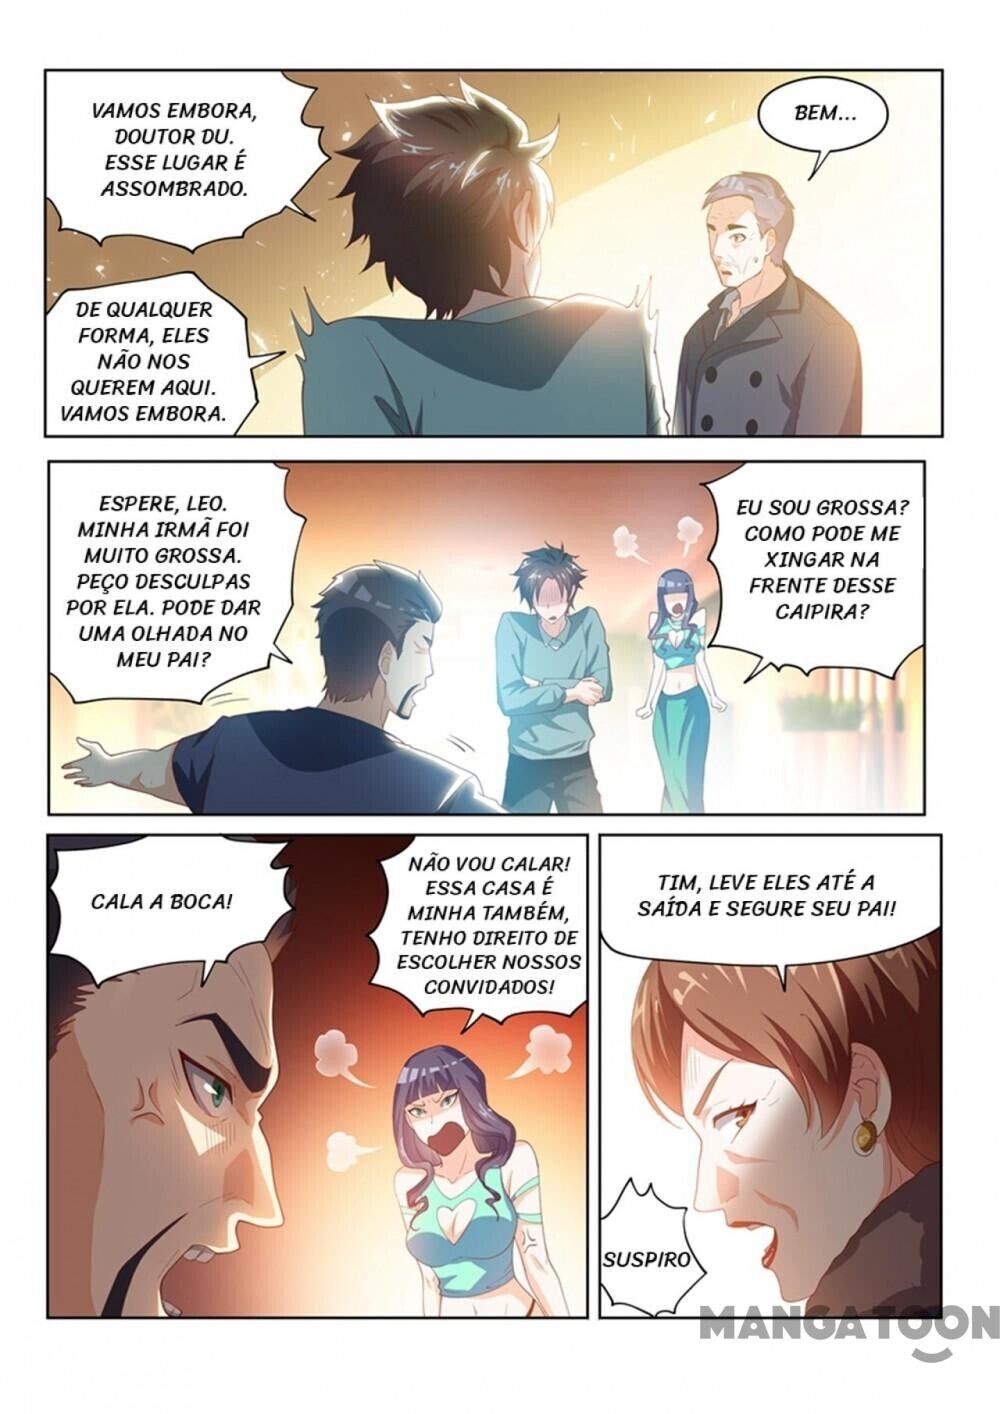 VAMOS EMBORA,
DOUTOR DU.
ESSE LUGAR É
ASSOMBRADO.
BEM...
DE QUALQUER
FORMA, ELES
NÃO NOS
QUEREM AQUI.
VAMOS EMBORA.
ESPERE, LEO.
MINHA IRMÃ FOI
MUITO GROSSA.
PEÇO DESCULPAS
POR ELA. PODE DAR
UMA OLHADA NO
MEU PAI?
EU SOU GROSSA?
COMO PODE ME
XINGAR NA
FRENTE DESSE
CAIPIRA?
CALA A BOCA!
NÃO VOU CALAR!
ESSA CASA É
MINHA TAMBÉM,
TENHO DIREITO DE
ESCOLHER NOSSOS
CONVIDADOS!
TIM, LEVE ELES ATÉ A
SAÍDA E SEGURE SEU PAI!
SUSPIRO
MANGATOON